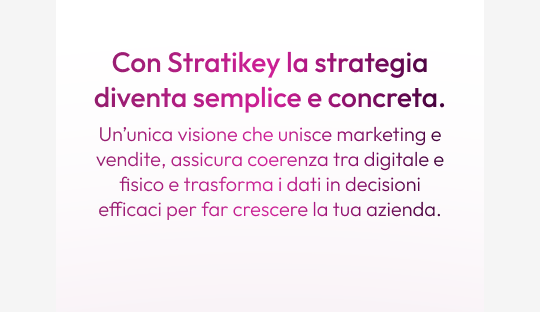 Con Stratikey la strategia
diventa semplice e concreta.
Un’unica visione che unisce marketing e
vendite, assicura coerenza tra digitale e
fisico e trasforma i dati in decisioni
efficaci per far crescere la tua azienda.